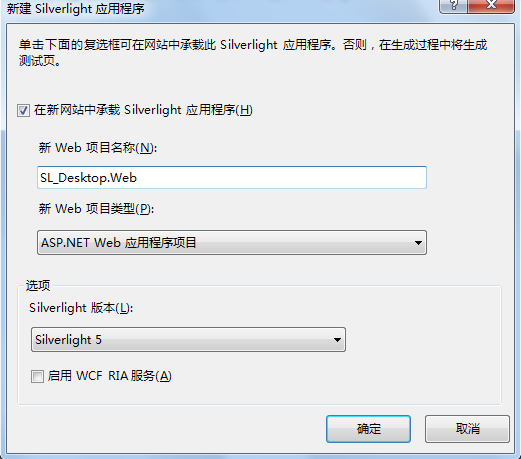 新建 Silverlight 应用程序
单击下面的复选框可在网站中承载此 Silverlight 应用程序。否则，在生成过程中将生成
测试页。
在新网站中承载 Silverlight 应用程序(H)
新 Web 项目名称(N):
SL_Desktop.Web
新 Web 项目类型(P):
ASP.NET Web 应用程序项目
选项
Silverlight 版本(L):
Silverlight 5
启用 WCF RIA 服务(A)
确定
取消